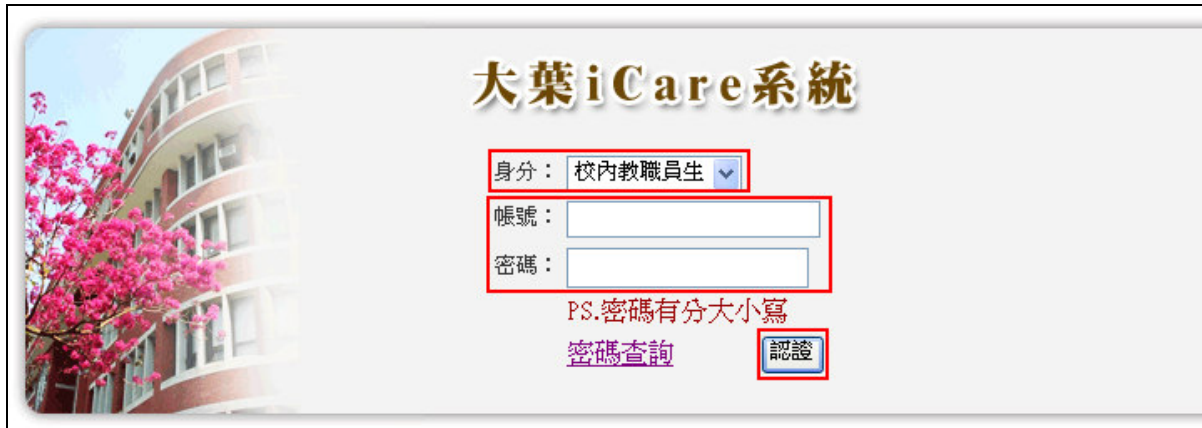 大葉iCare系統
身分： 校內教職員生
帳號：
密碼：
PS.密碼有分大小寫
密碼查詢 認證